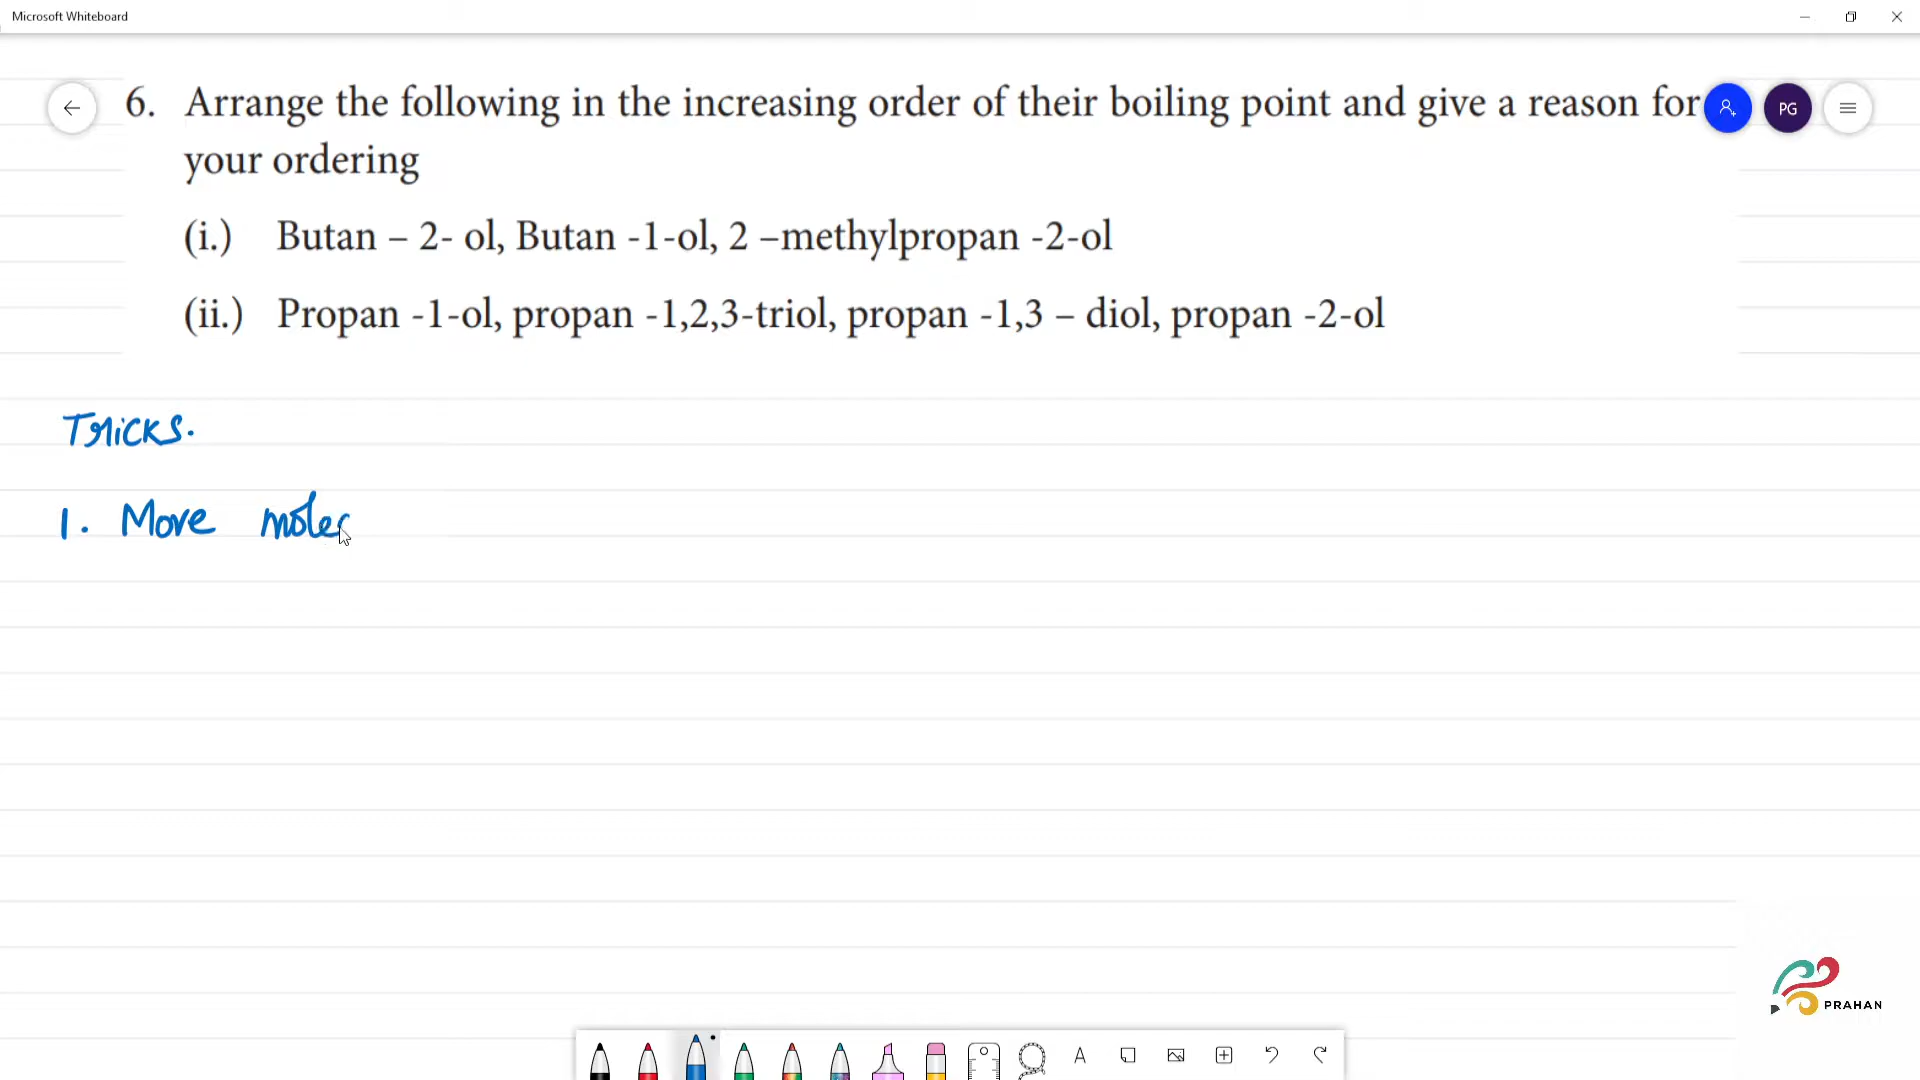 Microsoft Whiteboard
6. Arrange the following in the increasing order of their boiling point and give a reason for
PG
your ordering
(i.) Butan – 2- ol, Butan -1-ol, 2 –methylpropan -2-ol
(ii.) Propan -1-ol, propan -1,2,3-triol, propan -1,3 – diol, propan -2-ol
Tricks.
1. More molec
PRAHAN
A